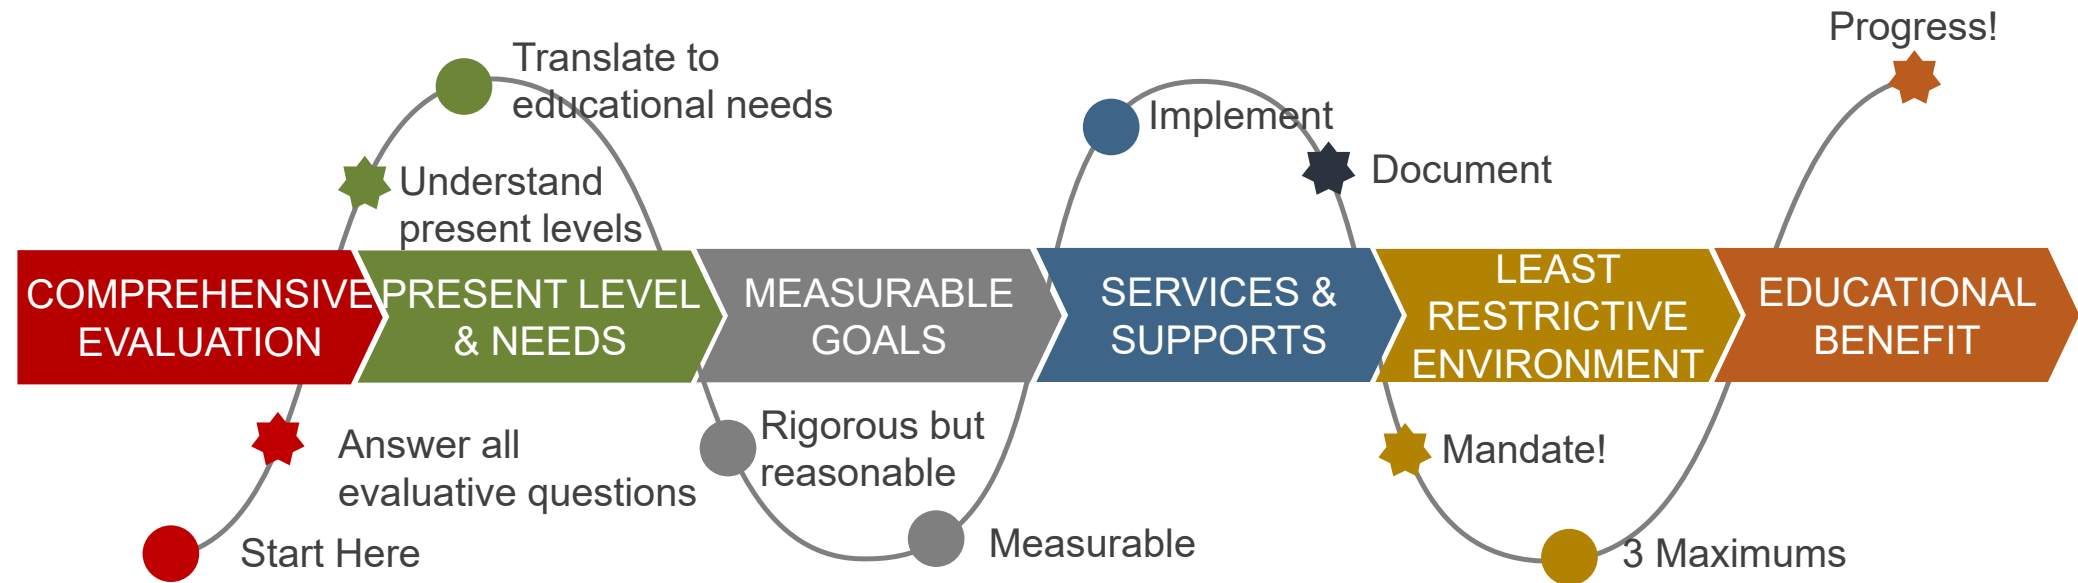 Progress!
Translate to
educational needs
Implement
Document
Understand
present levels
COMPREHENSIVE
EVALUATION
PRESENT LEVEL
& NEEDS
MEASURABLE
GOALS
SERVICES &
SUPPORTS
LEAST
RESTRICTIVE
ENVIRONMENT
EDUCATIONAL
BENEFIT
Answer all
evaluative questions
Rigorous but
reasonable
Mandate!
Start Here
Measurable
3 Maximums